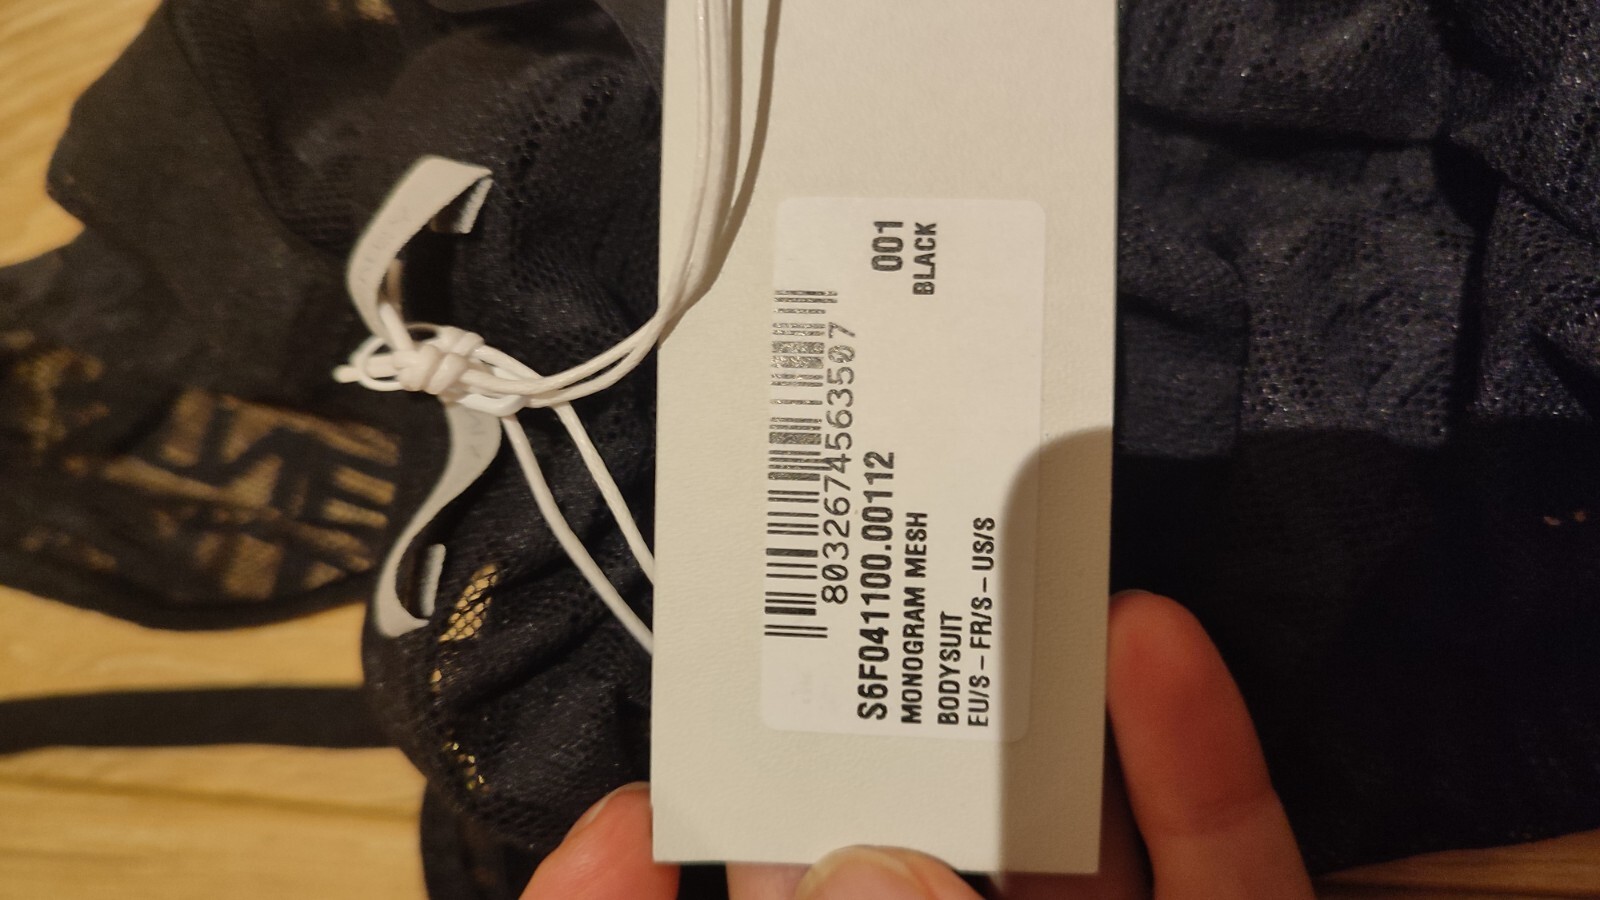 8032674563507
S6F041100.00112
001
MONOGRAM MESH
BLACK
BODYSUIT
EU/S – FR/S – US/S